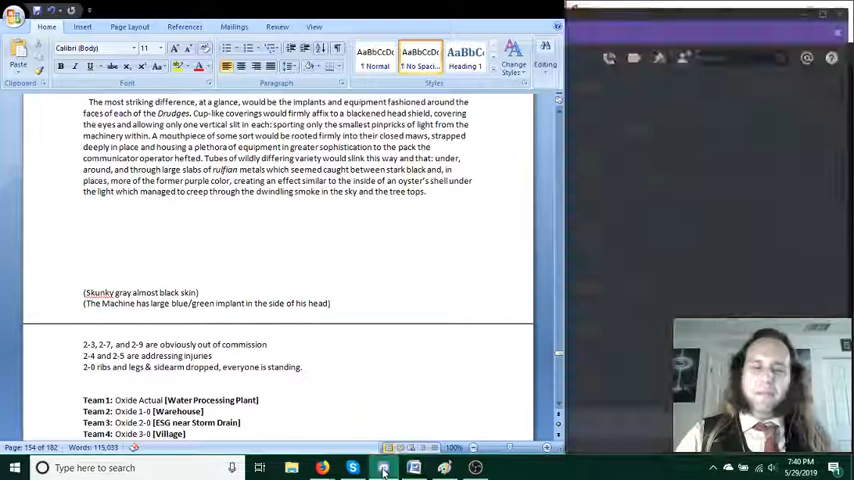 Home Insert Page Layout References Mailings Review View
Calibri (Body) 11
Paste
B I U
AaBbCcDc AaBbCcDc AaBbCc
¶ Normal ¶ No Spaci... Heading 1
Change Styles
Editing
Clipboard Font Paragraph Styles
The most striking difference, at a glance, would be the implants and equipment fashioned around the
faces of each of the Drudges. Cup-like coverings would firmly affix to a blackened head shield, covering
the eyes and allowing only one vertical slit in each: sporting only the smallest pinpricks of light from the
machinery within. A mouthpiece of some sort would be rooted firmly into their closed maws, strapped
deeply in place and housing a plethora of equipment in greater sophistication to the pack the
communicator operator hefted. Tubes of wildly differing variety would slink this way and that: under,
around, and through large slabs of rulfian metals which seemed caught between stark black and, in
places, more of the former purple color, creating an effect similar to the inside of an oyster's shell under
the light which managed to creep through the dwindling smoke in the sky and the tree tops.
(Skunky gray almost black skin)
(The Machine has large blue/green implant in the side of his head)
2-3, 2-7, and 2-9 are obviously out of commission
2-4 and 2-5 are addressing injuries
2-0 ribs and legs & sidearm dropped, everyone is standing.
Team 1: Oxide Actual [Water Processing Plant]
Team 2: Oxide 1-0 [Warehouse]
Team 3: Oxide 2-0 [ESG near Storm Drain]
Team 4: Oxide 3-0 [Village]
Page: 154 of 182 Words: 115,033 100%
Type here to search
7:40 PM
5/29/2019